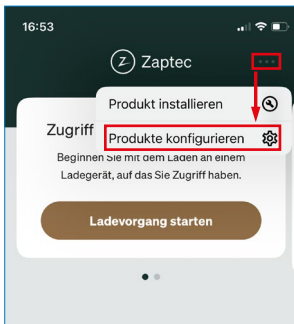 16:53
Zaptec
Produkt installieren
Zugriff
Produkte konfigurieren
Beginnen Sie mit dem Laden an einem
Ladegerät, auf das Sie Zugriff haben.
Ladevorgang starten